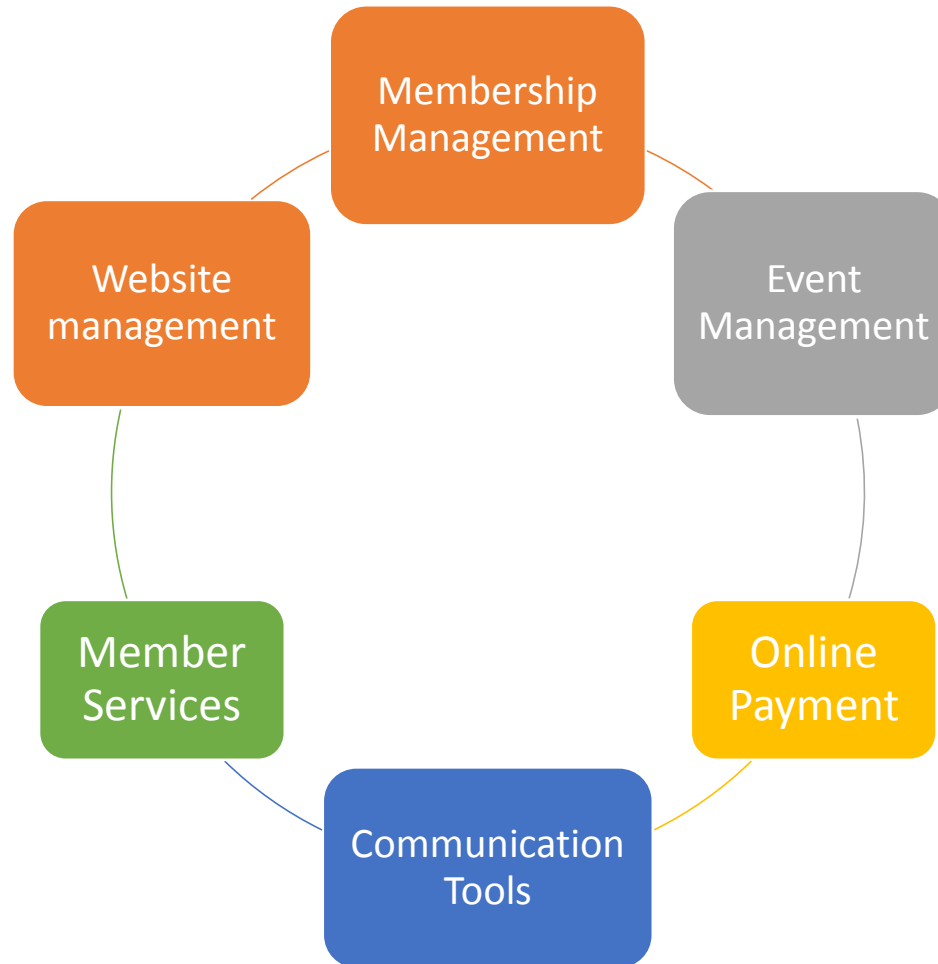 Membership
Management
Event
Management
Online
Payment
Communication
Tools
Member
Services
Website
management